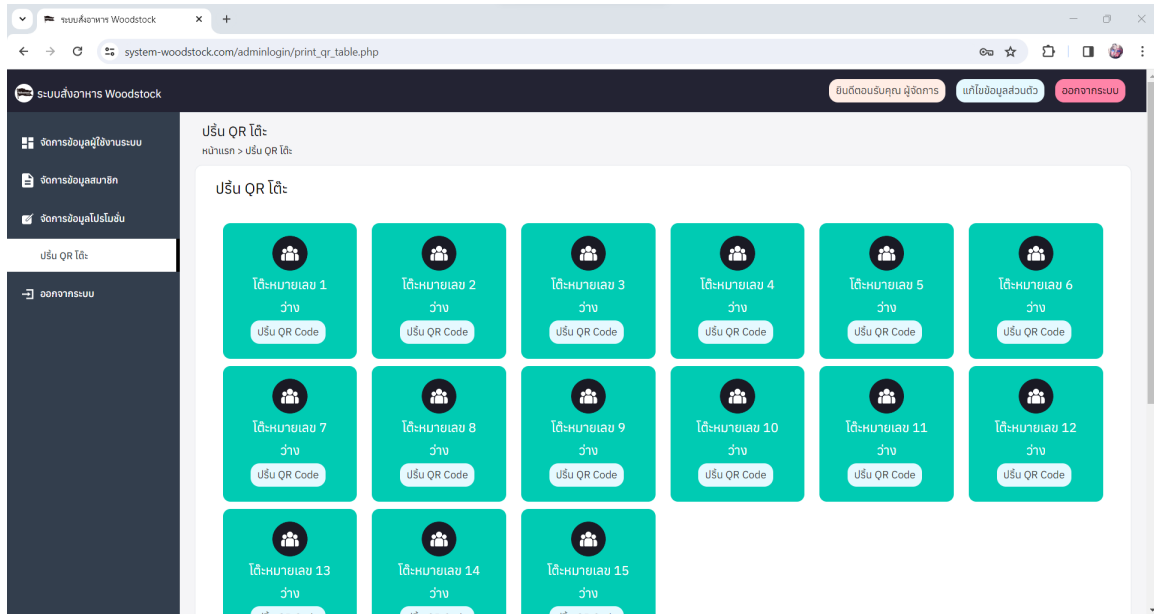 ระบบสั่งอาหาร Woodstock
system-woodstock.com/adminlogin/print_qr_table.php
ระบบสั่งอาหาร Woodstock
ยินดีตอนรับคุณ ผู้จัดการ
แก้ไขข้อมูลส่วนตัว
ออกจากระบบ
จัดการข้อมูลผู้ใช้งานระบบ
จัดการข้อมูลสมาชิก
จัดการข้อมูลโปรโมชั่น
ปริ้น QR โต๊ะ
ออกจากระบบ
ปริ้น QR โต๊ะ
หน้าแรก > ปริ้น QR โต๊ะ
ปริ้น QR โต๊ะ
โต๊ะหมายเลข 1
ว่าง
ปริ้น QR Code
โต๊ะหมายเลข 2
ว่าง
ปริ้น QR Code
โต๊ะหมายเลข 3
ว่าง
ปริ้น QR Code
โต๊ะหมายเลข 4
ว่าง
ปริ้น QR Code
โต๊ะหมายเลข 5
ว่าง
ปริ้น QR Code
โต๊ะหมายเลข 6
ว่าง
ปริ้น QR Code
โต๊ะหมายเลข 7
ว่าง
ปริ้น QR Code
โต๊ะหมายเลข 8
ว่าง
ปริ้น QR Code
โต๊ะหมายเลข 9
ว่าง
ปริ้น QR Code
โต๊ะหมายเลข 10
ว่าง
ปริ้น QR Code
โต๊ะหมายเลข 11
ว่าง
ปริ้น QR Code
โต๊ะหมายเลข 12
ว่าง
ปริ้น QR Code
โต๊ะหมายเลข 13
ว่าง
โต๊ะหมายเลข 14
ว่าง
โต๊ะหมายเลข 15
ว่าง